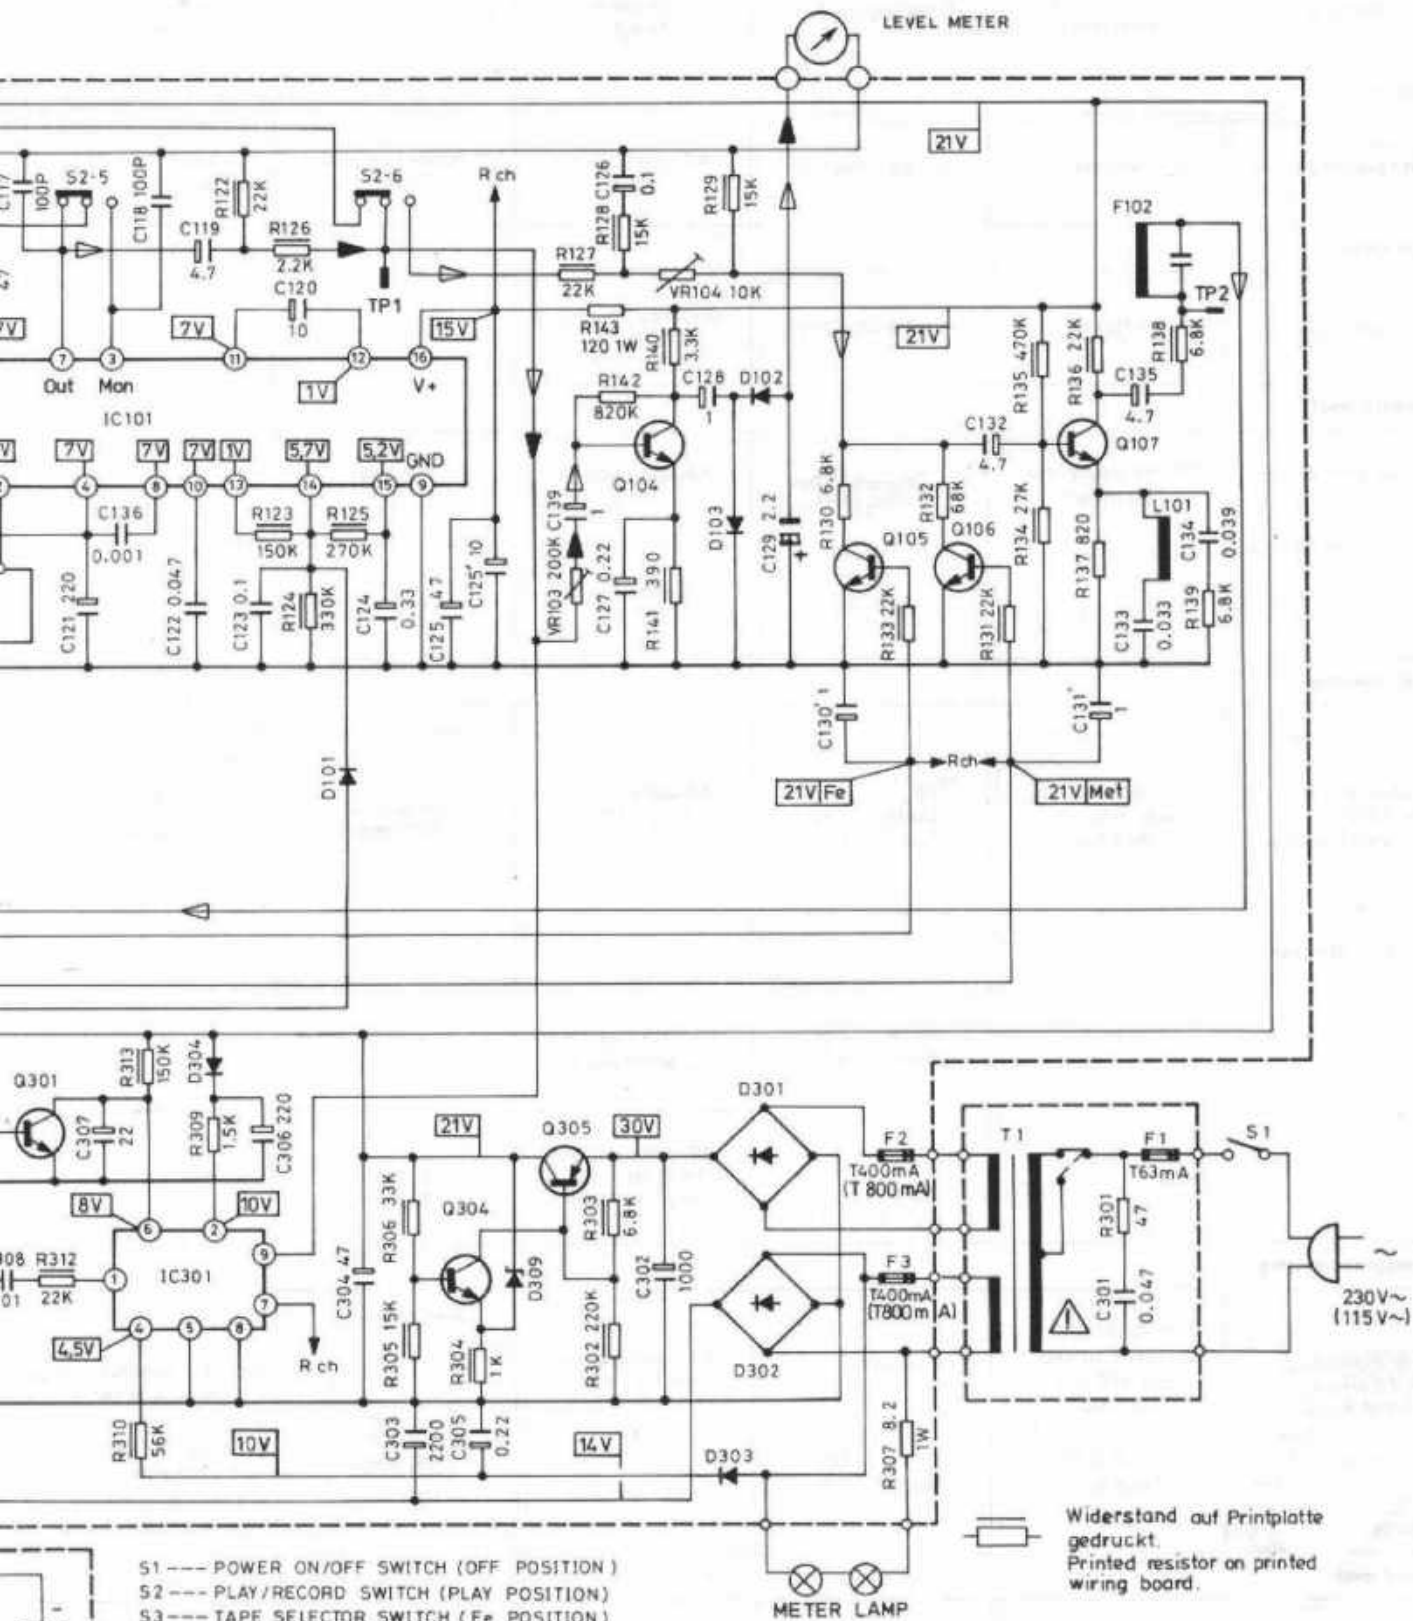 LEVEL METER
21V
C117 100P
S2-5
C118 100P
R122 22K
C119 4.7
R126 2.2K
S2-6
TP1
R ch
C120 10
R127 22K
R128 15K
C126 0.1
VR104 10K
R129 15K
F102
TP2
47
7V
11
12
16
15V
1V
V+
7
3
Out Mon
IC101
R143 120 1W
R140 3.3K
R142 820K
C128 1
D102
21V
R135 470K
R136 22K
C135 4.7
R138 6.8K
C132 4.7
Q107
Q104
7V 7V 7V 1V 5,7V 5,2V GND
4 8 10 13 14 15 9
C136 0.001
R123 150K
R125 270K
C121 220
C122 0.047
C123 0.1
R124 330K
C124 0.33
C125 47
C125' 10
VR103 200K
C139 1
C127 0.22
R141 390
D103
C129 2.2
+
R130 6.8K
Q105
R132 68K
Q106
R133 22K
R131 22K
R134 27K
R137 820
L101
C134 0.039
C133 0.033
R139 6.8K
C130' 1
C131' 1
Rch
21V Fe
21V Met
D101
Q301
R313 150K
D304
C307 22
R309 1.5K
C306 220
8V
10V
6
2
9
1
7
4 5 8
IC301
R312 22K
4,5V
R ch
R310 56K
10V
21V
Q305
30V
D301
R306 33K
Q304
R303 6.8K
C304 47
D309
C302 1000
R305 15K
R304 1K
R302 220K
C303 2200
C305 0.22
14V
D302
D303
F2
T400mA
(T 800mA)
F3
T400mA
(T800mA)
T1
F1
T63mA
S1
R301 47
C301 0.047
~
230V~
(115V~)
R307 8.2 1W
METER LAMP
Widerstand auf Printplatte
gedruckt.
Printed resistor on printed
wiring board.
S1 --- POWER ON/OFF SWITCH (OFF POSITION)
S2 --- PLAY/RECORD SWITCH (PLAY POSITION)
S3 --- TAPE SELECTOR SWITCH (Fe POSITION)